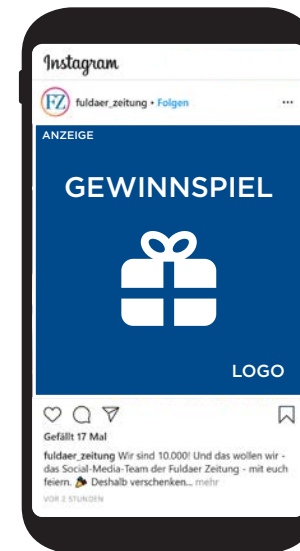 Instagram
FZ fuldaer_zeitung • Folgen
ANZEIGE
GEWINNSPIEL
LOGO
Gefällt 17 Mal
fuldaer_zeitung Wir sind 10.000! Und das wollen wir -
das Social-Media-Team der Fuldaer Zeitung - mit euch
feiern. 🎉 Deshalb verschenken... mehr
VOR 2 STUNDEN